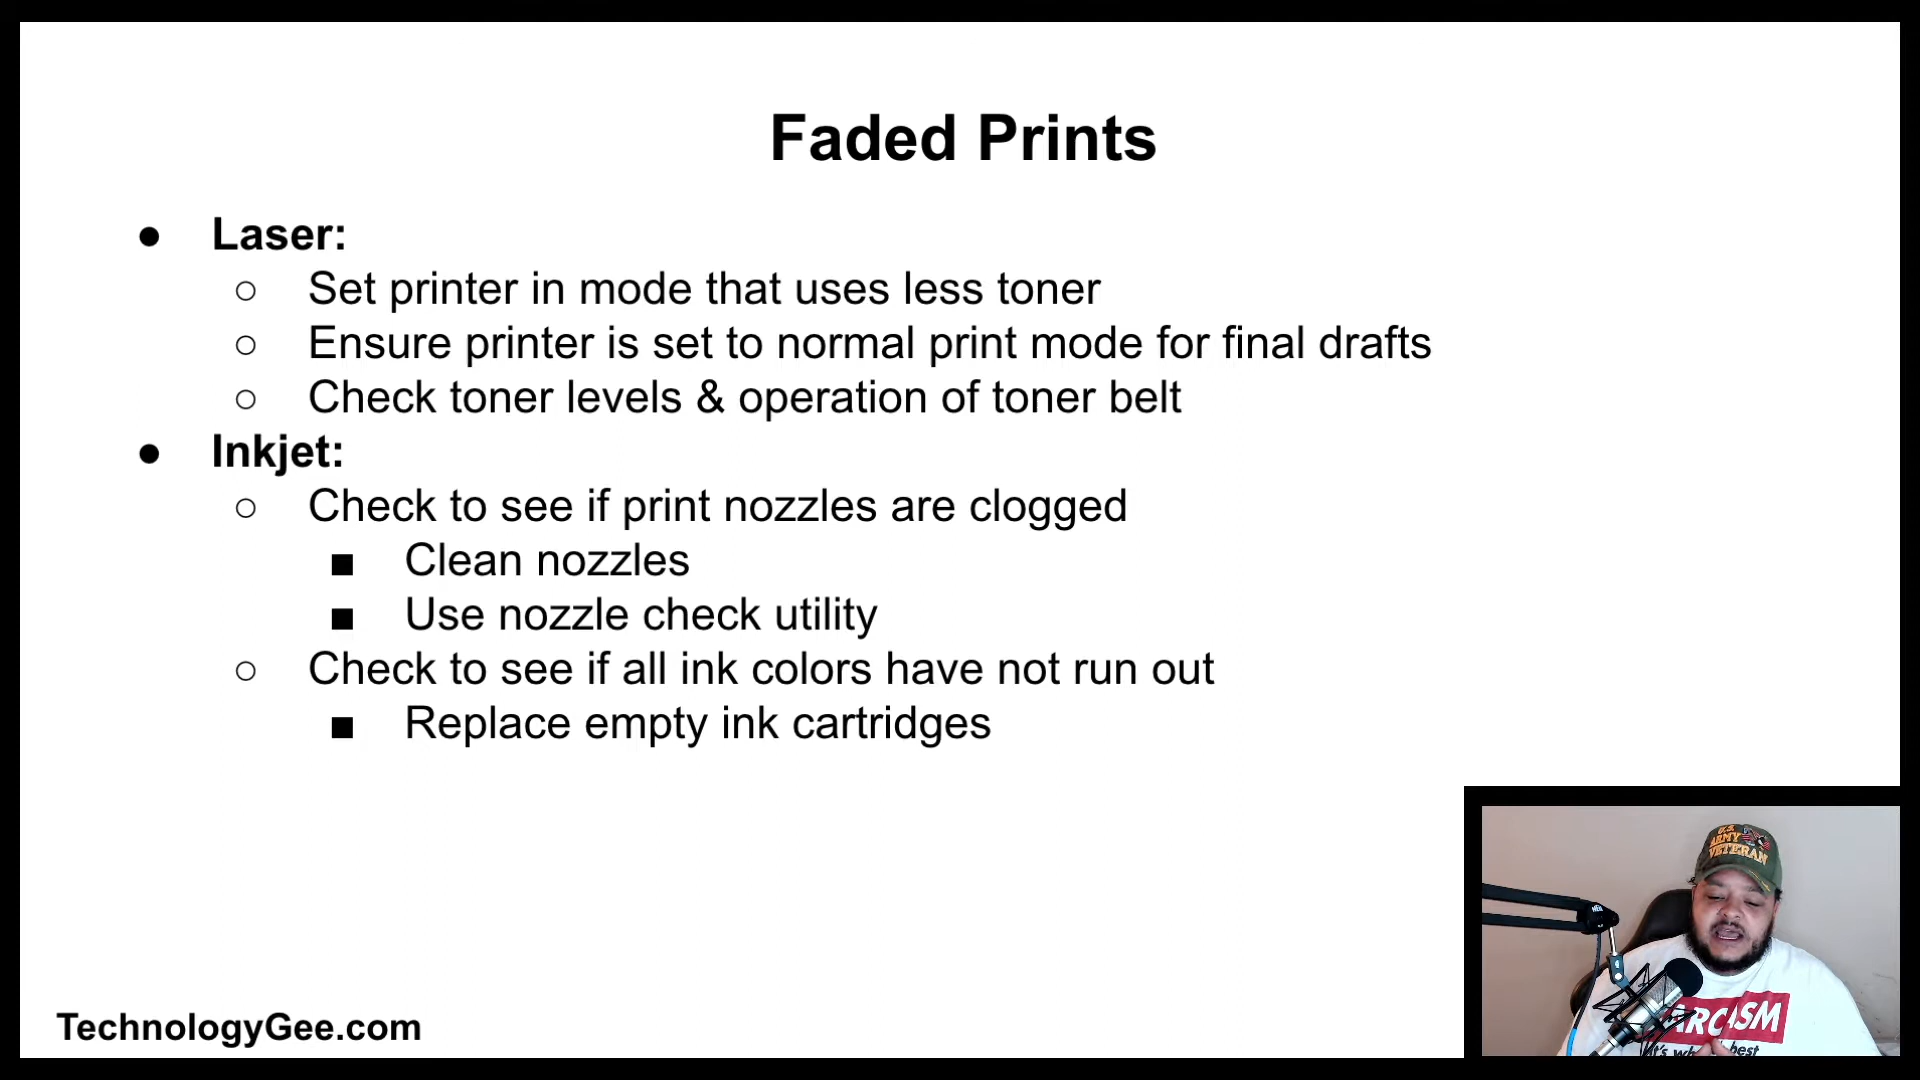 Faded Prints
● Laser:
○ Set printer in mode that uses less toner
○ Ensure printer is set to normal print mode for final drafts
○ Check toner levels & operation of toner belt
● Inkjet:
○ Check to see if print nozzles are clogged
■ Clean nozzles
■ Use nozzle check utility
○ Check to see if all ink colors have not run out
■ Replace empty ink cartridges
U.S.
ARMY
VETERAN
TechnologyGee.com